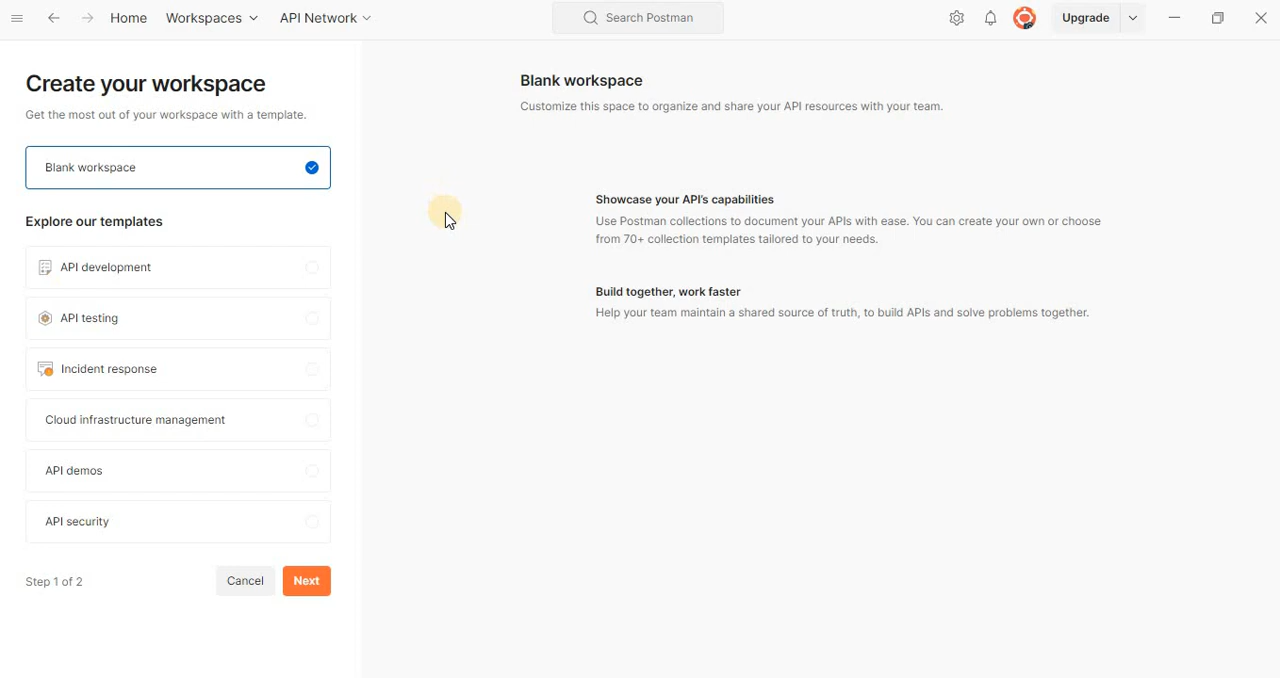 Home Workspaces API Network Search Postman Upgrade
Create your workspace
Get the most out of your workspace with a template.
Blank workspace
Explore our templates
API development
API testing
Incident response
Cloud infrastructure management
API demos
API security
Step 1 of 2 Cancel Next
Blank workspace
Customize this space to organize and share your API resources with your team.
Showcase your API's capabilities
Use Postman collections to document your APIs with ease. You can create your own or choose
from 70+ collection templates tailored to your needs.
Build together, work faster
Help your team maintain a shared source of truth, to build APIs and solve problems together.